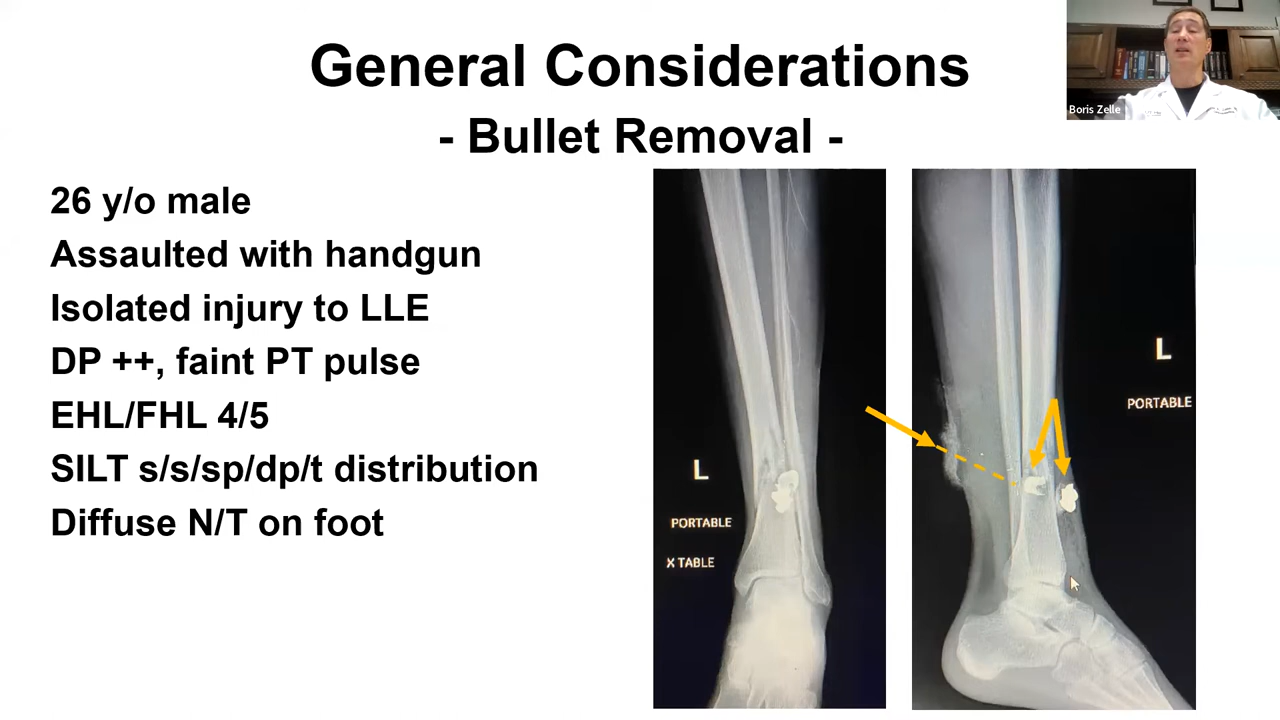 General Considerations
- Bullet Removal -
Boris Zelle
26 y/o male
Assaulted with handgun
Isolated injury to LLE
DP ++, faint PT pulse
EHL/FHL 4/5
SILT s/s/sp/dp/t distribution
Diffuse N/T on foot
L
PORTABLE
X TABLE
L
PORTABLE